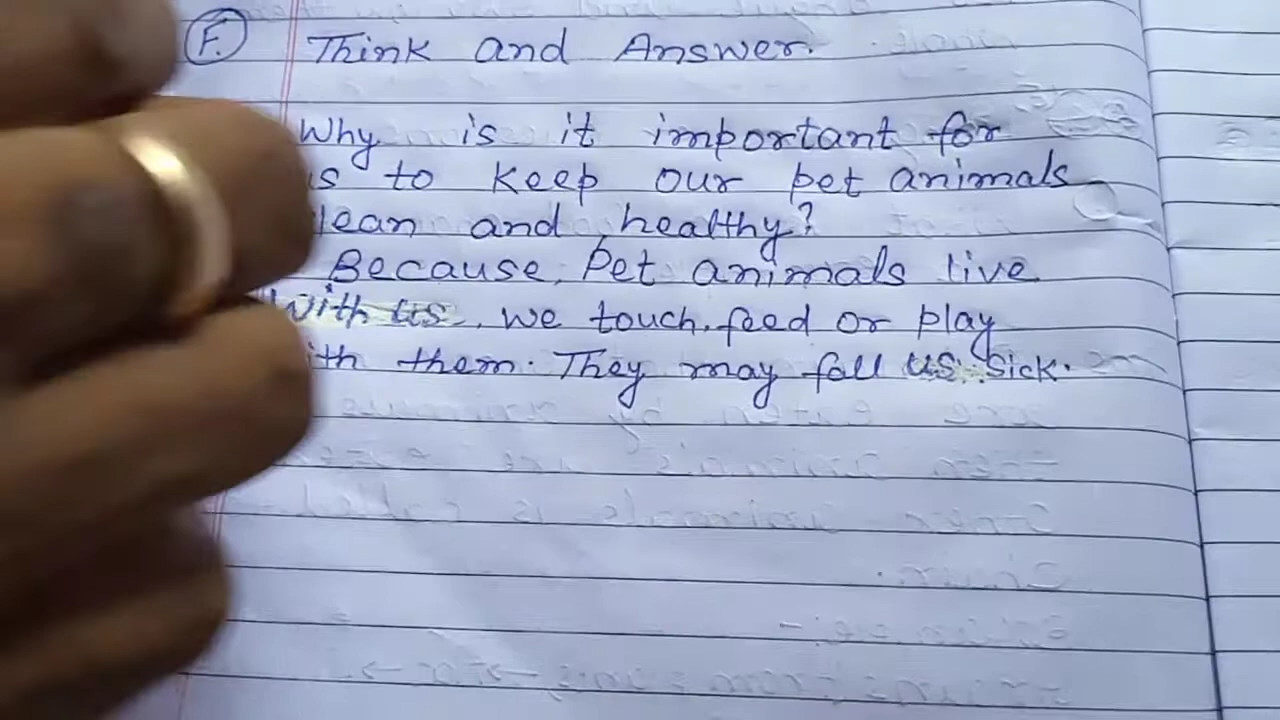 F. Think and Answer.
Why is it important for
s to keep our pet animals
lean and healthy?
Because, pet animals live
With us, we touch, feed or play
ith them. They may fall us sick.